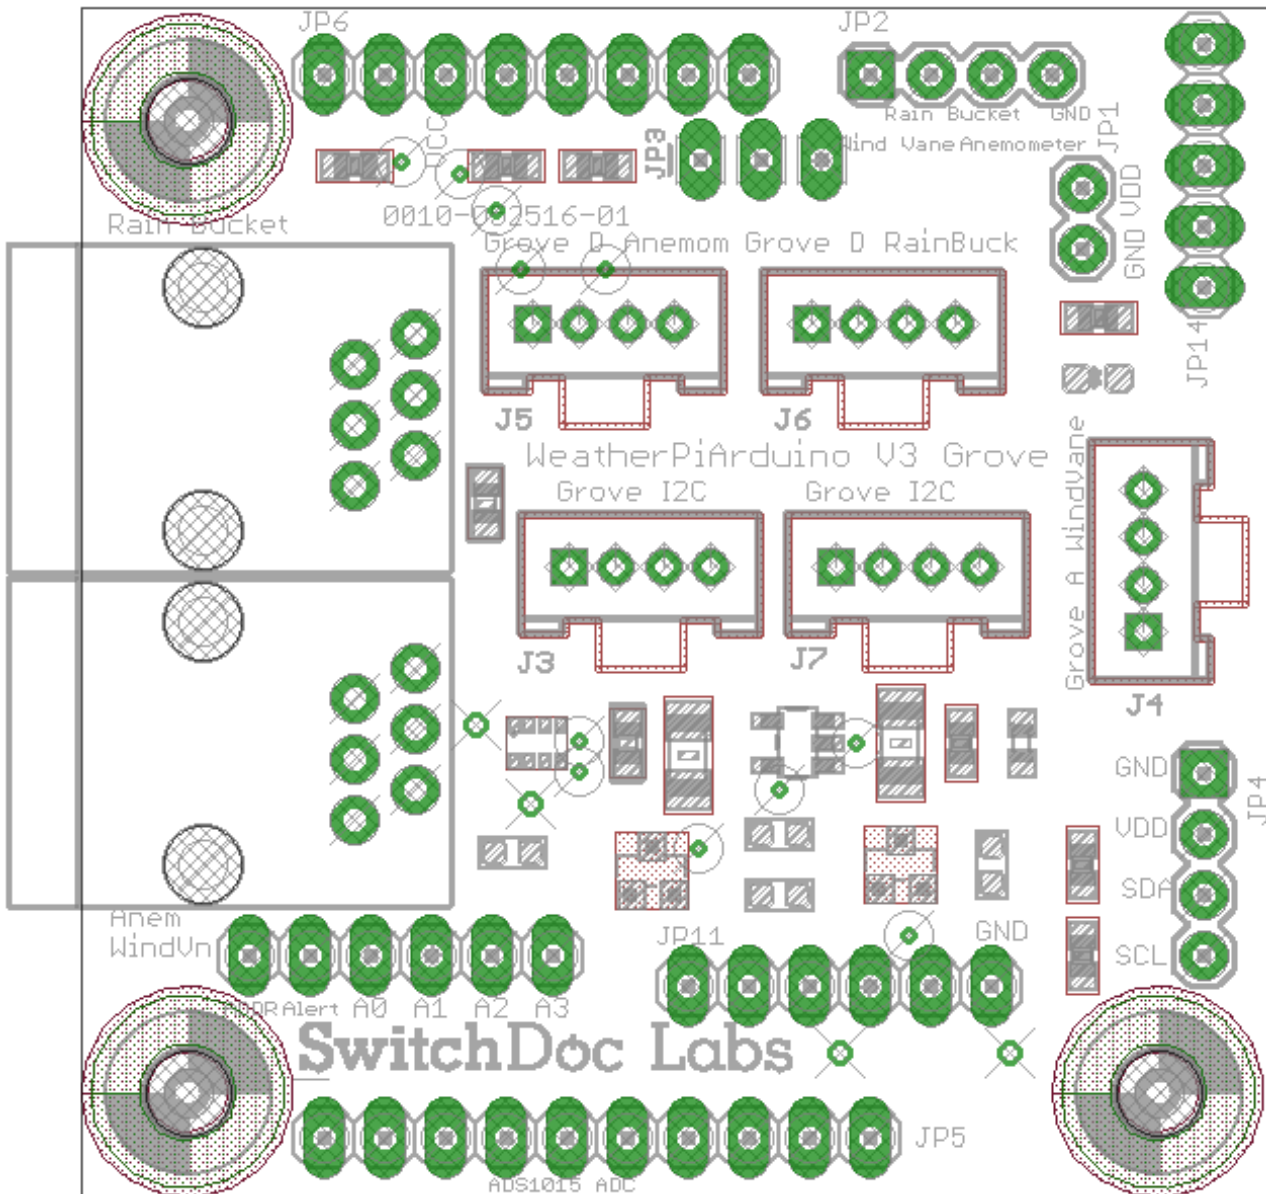 JP6
JP2
Rain Bucket GND
Wind Vane Anemometer
JP1
VCC
JP3
0010-002516-01
Rain Bucket
Grove D Anemom
Grove D RainBuck
GND VDD
JP14
J5
J6
WeatherPiArduino V3 Grove
Grove I2C
Grove I2C
Grove A WindVane
J3
J7
J4
GND
VDD
SDA
SCL
JP4
Anem
WindVn
JP11
GND
Alert A0 A1 A2 A3
SwitchDoc Labs
JP5
ADS1015 ADC